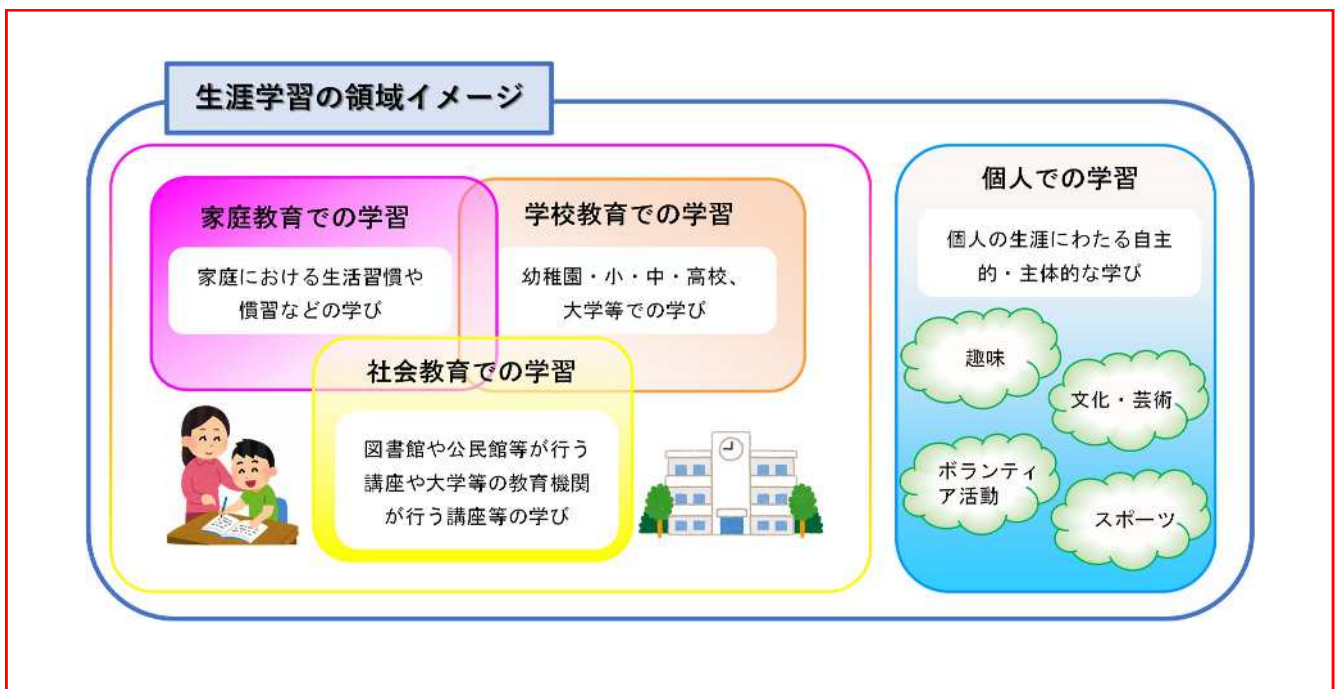 生涯学習の領域イメージ
家庭教育での学習
家庭における生活習慣や
慣習などの学び
学校教育での学習
幼稚園・小・中・高校、
大学等での学び
社会教育での学習
図書館や公民館等が行う
講座や大学等の教育機関
が行う講座等の学び
個人での学習
個人の生涯にわたる自主
的・主体的な学び
趣味
文化・芸術
ボランティ
ア活動
スポーツ